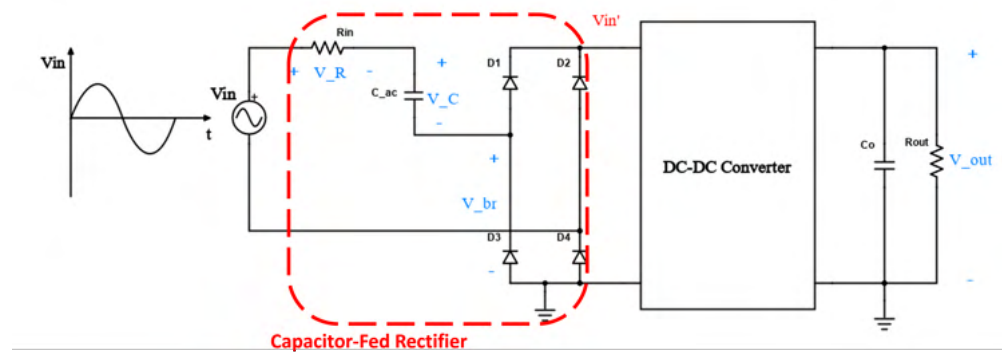 Vin'
Vin
t
Vin
+
Rin
+ V_R -
C_ac
+
V_C
-
D1
D2
+
V_br
-
D3
D4
DC-DC Converter
Co
Rout
+
V_out
-
Capacitor-Fed Rectifier